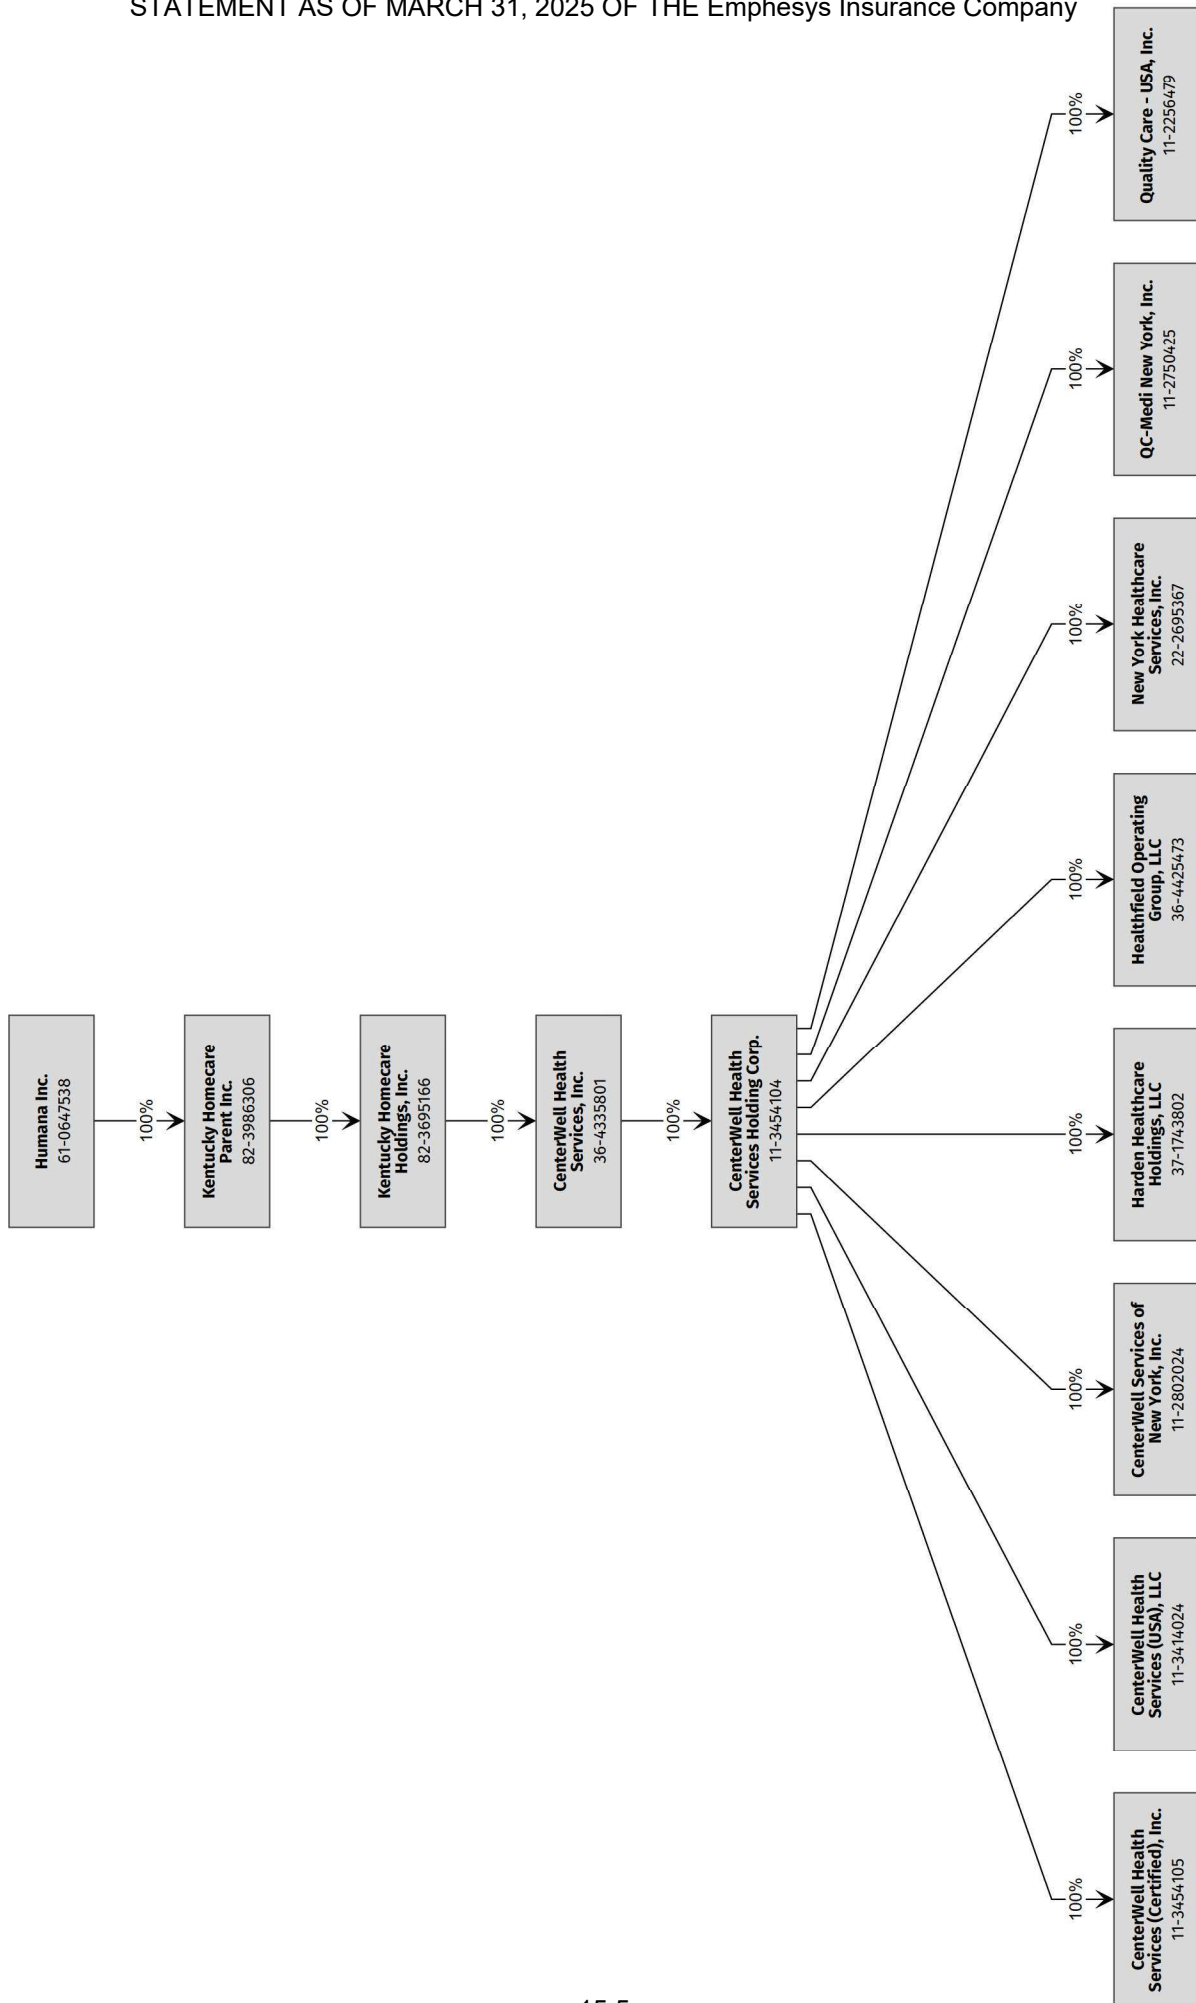 STATEMENT AS OF MARCH 31, 2025 OF THE Emphesys Insurance Company
Humana Inc.
61-0647538
100%
Kentucky Homecare
Parent Inc.
82-3986306
100%
Kentucky Homecare
Holdings, Inc.
82-3695166
100%
CenterWell Health
Services, Inc.
36-4335801
100%
CenterWell Health
Services Holding Corp.
11-3454104
100%
CenterWell Health
Services (Certified), Inc.
11-3454105
100%
CenterWell Health
Services (USA), LLC
11-3414024
100%
CenterWell Services of
New York, Inc.
11-2802024
100%
Harden Healthcare
Holdings, LLC
37-1743802
100%
Healthfield Operating
Group, LLC
36-4425473
100%
New York Healthcare
Services, Inc.
22-2695367
100%
QC-Medi New York, Inc.
11-2750425
100%
Quality Care - USA, Inc.
11-2256479